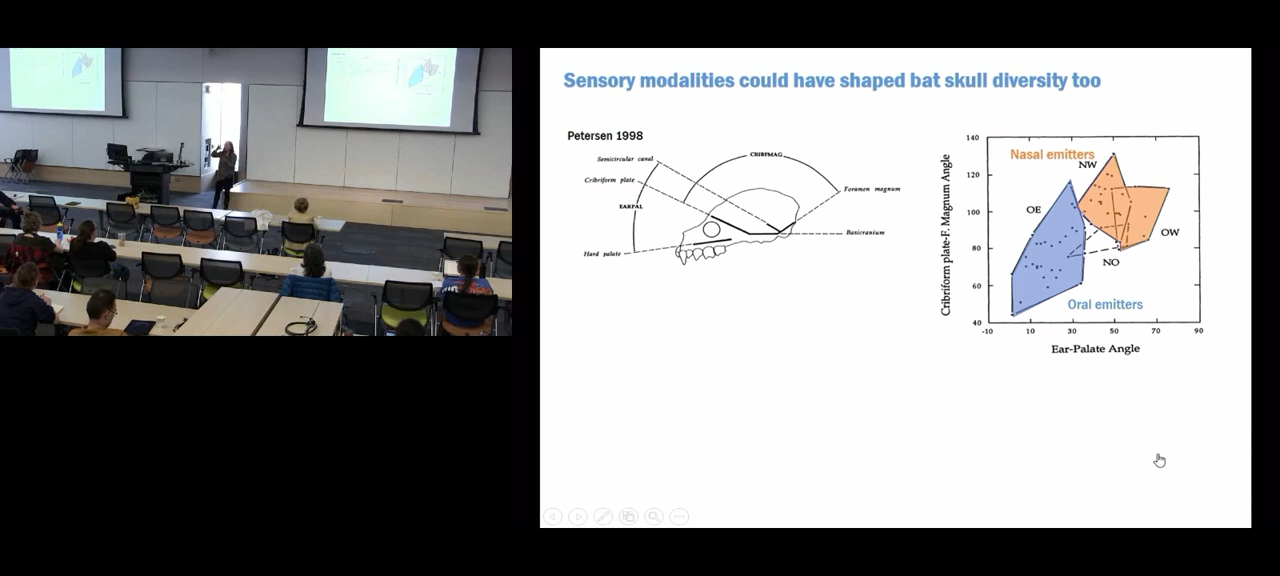 Sensory modalities could have shaped bat skull diversity too
Petersen 1998
Semicircular canal
CRIBFMAG
Cribriform plate
Foramen magnum
EARPAL
Basicranium
Hard palate
Cribriform plate-F. Magnum Angle
140
120
100
80
60
40
Nasal emitters
NW
OE
OW
NO
Oral emitters
-10
10
30
50
70
90
Ear-Palate Angle